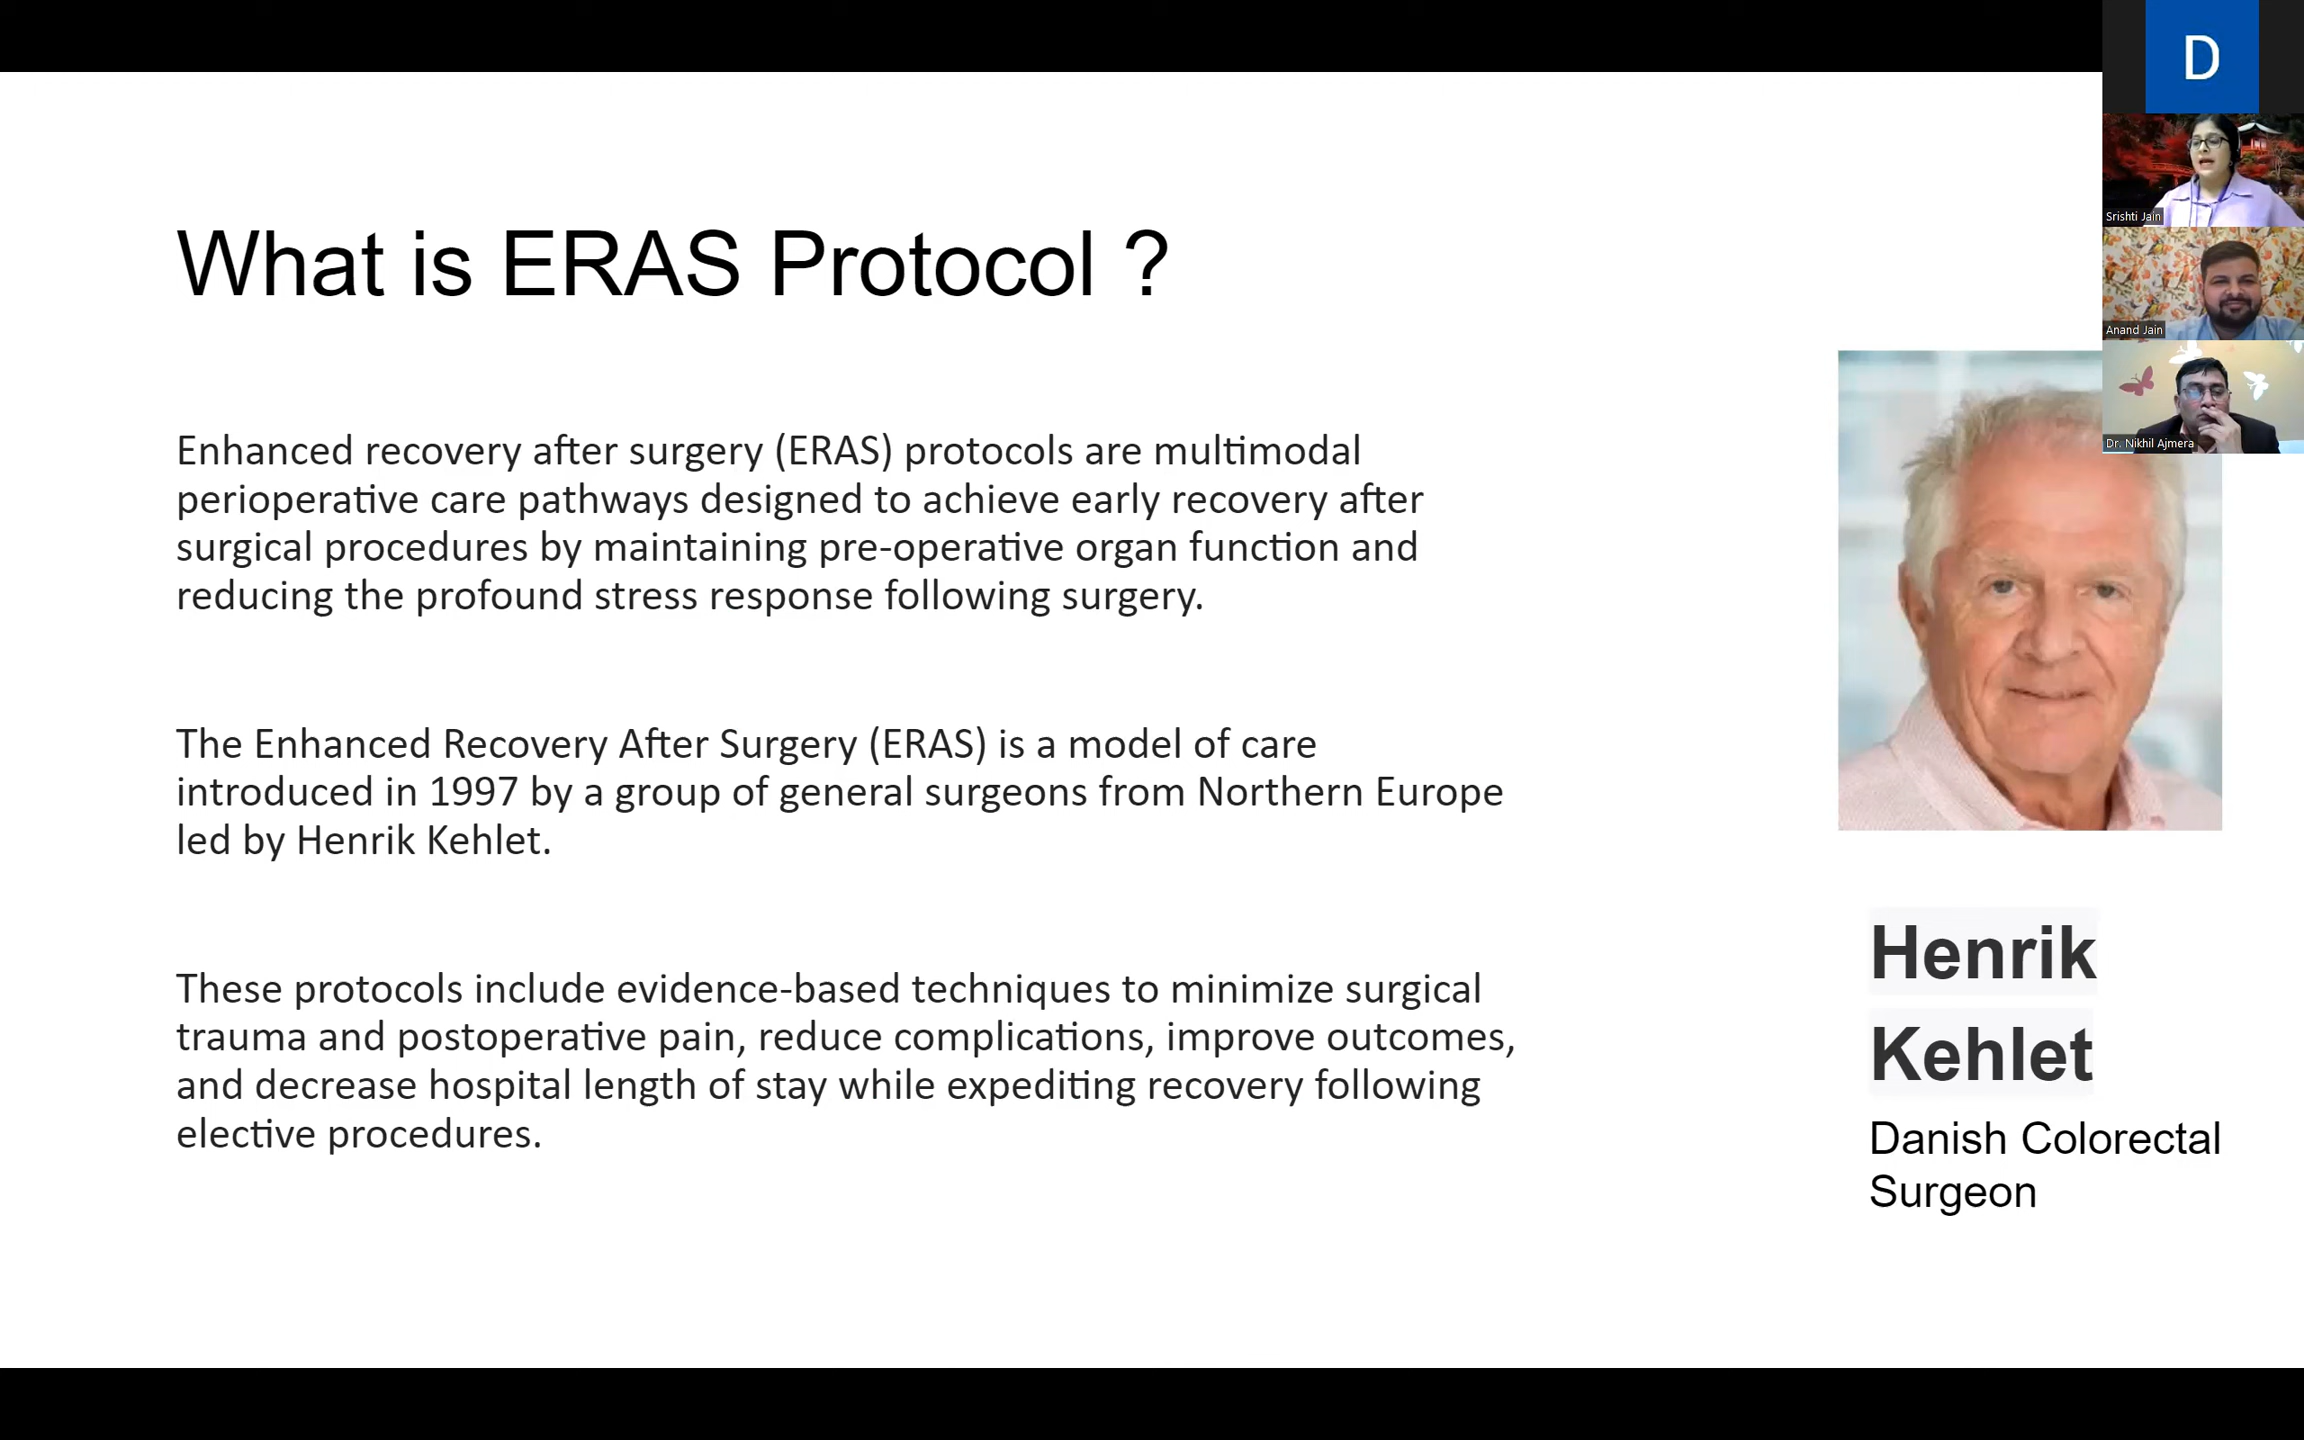 What is ERAS Protocol ?
Enhanced recovery after surgery (ERAS) protocols are multimodal
perioperative care pathways designed to achieve early recovery after
surgical procedures by maintaining pre-operative organ function and
reducing the profound stress response following surgery.
The Enhanced Recovery After Surgery (ERAS) is a model of care
introduced in 1997 by a group of general surgeons from Northern Europe
led by Henrik Kehlet.
These protocols include evidence-based techniques to minimize surgical
trauma and postoperative pain, reduce complications, improve outcomes,
and decrease hospital length of stay while expediting recovery following
elective procedures.
Henrik
Kehlet
Danish Colorectal
Surgeon
D
Srishti Jain
Anand Jain
Dr. Nikhil Ajmera